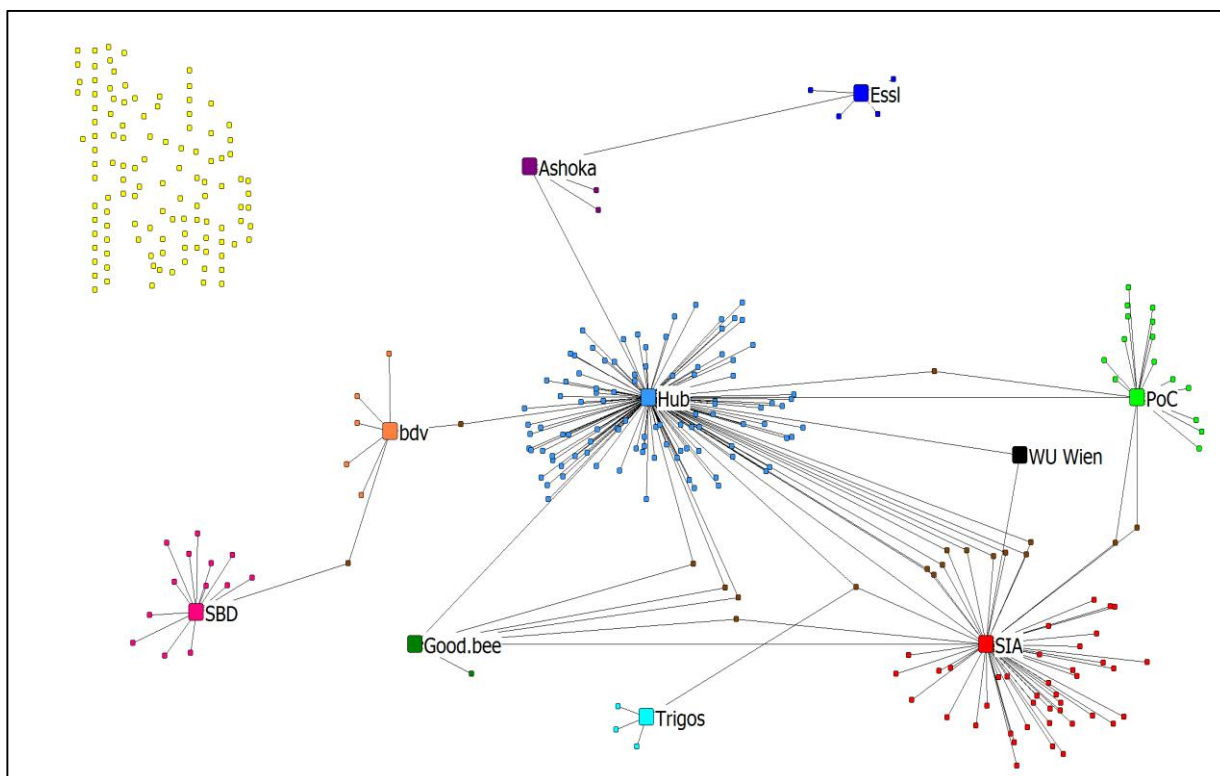 Essl
Ashoka
Hub
PoC
bdv
WU Wien
SBD
Good.bee
SIA
Trigos